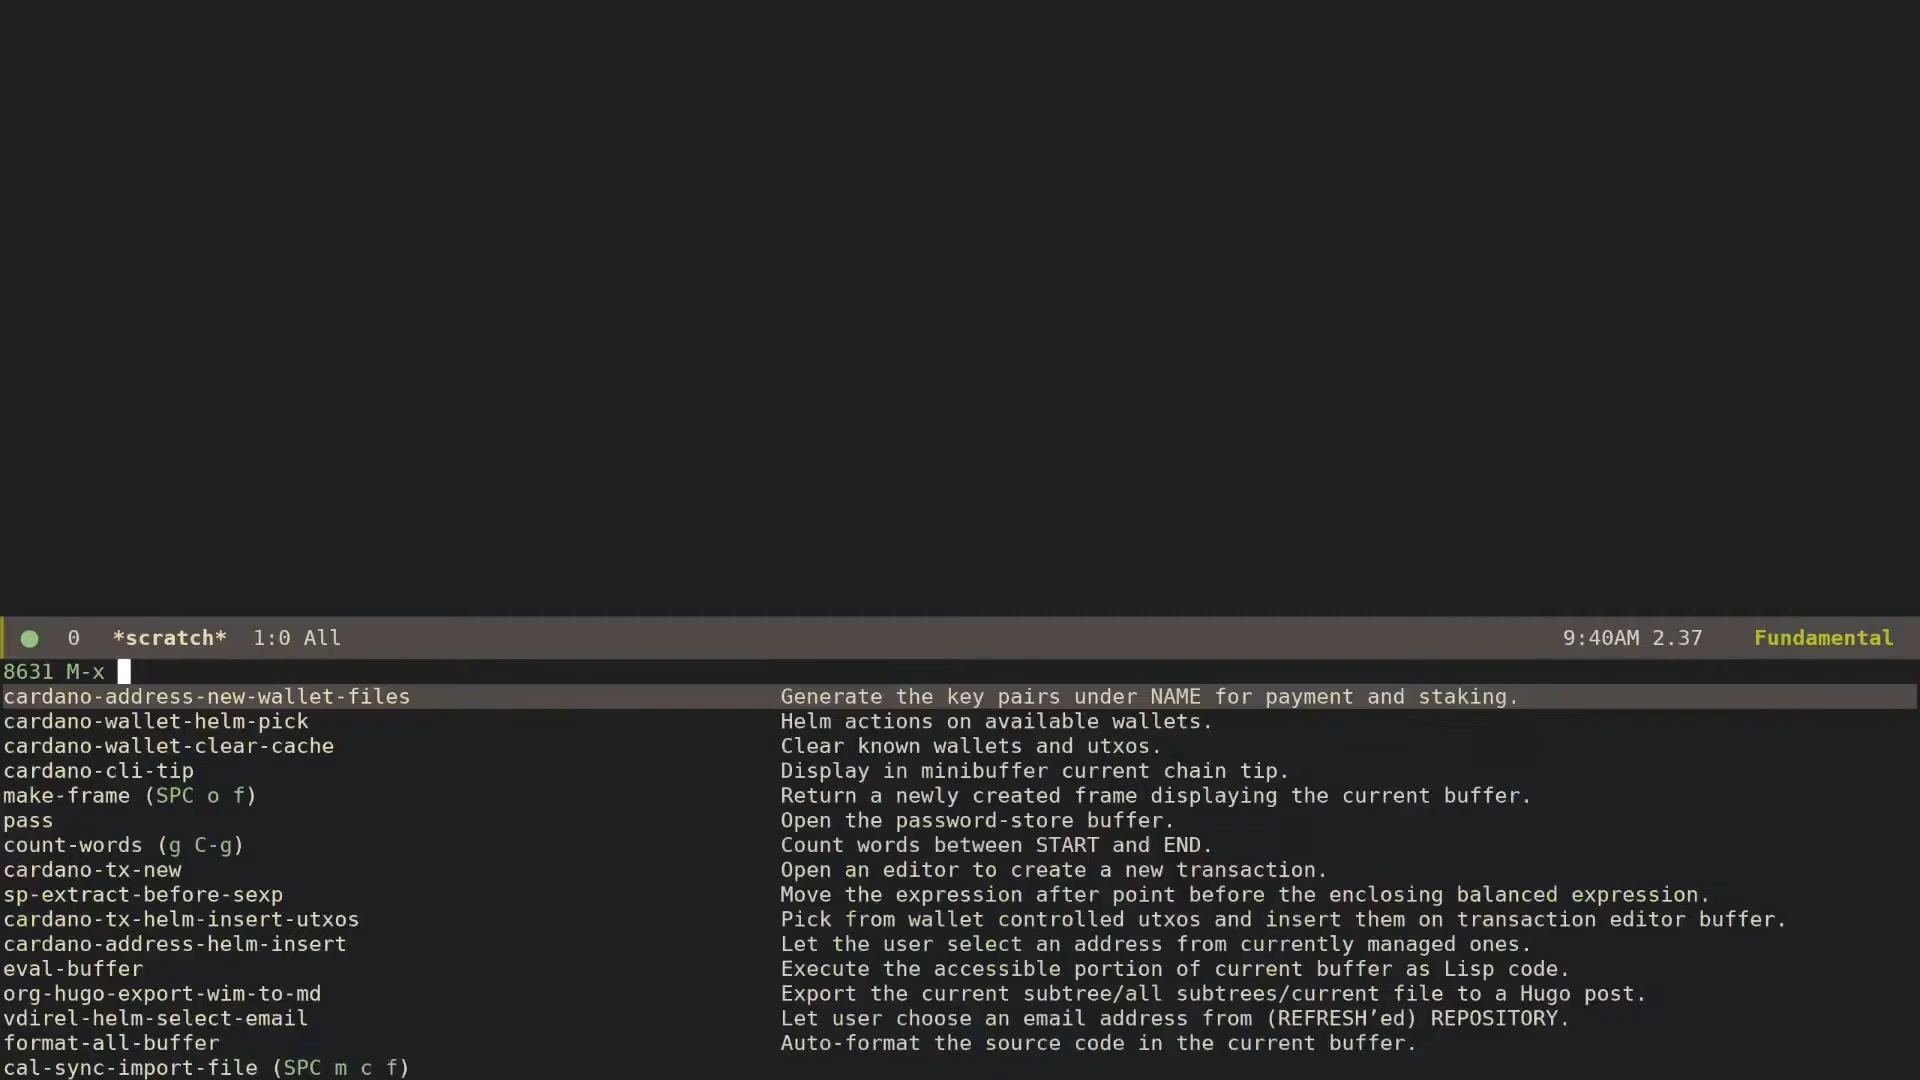 0 *scratch* 1:0 All 9:40AM 2.37 Fundamental
8631 M-x
cardano-address-new-wallet-files Generate the key pairs under NAME for payment and staking.
cardano-wallet-helm-pick Helm actions on available wallets.
cardano-wallet-clear-cache Clear known wallets and utxos.
cardano-cli-tip Display in minibuffer current chain tip.
make-frame (SPC o f) Return a newly created frame displaying the current buffer.
pass Open the password-store buffer.
count-words (g C-g) Count words between START and END.
cardano-tx-new Open an editor to create a new transaction.
sp-extract-before-sexp Move the expression after point before the enclosing balanced expression.
cardano-tx-helm-insert-utxos Pick from wallet controlled utxos and insert them on transaction editor buffer.
cardano-address-helm-insert Let the user select an address from currently managed ones.
eval-buffer Execute the accessible portion of current buffer as Lisp code.
org-hugo-export-wim-to-md Export the current subtree/all subtrees/current file to a Hugo post.
vdirel-helm-select-email Let user choose an email address from (REFRESH’ed) REPOSITORY.
format-all-buffer Auto-format the source code in the current buffer.
cal-sync-import-file (SPC m c f)